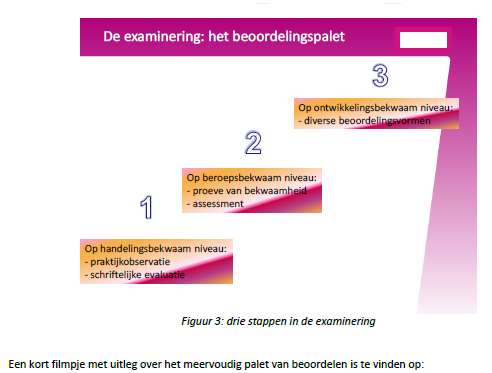 De examinering: het beoordelingspalet
3
Op ontwikkelingsbekwaam niveau:
- diverse beoordelingsvormen
2
Op beroepsbekwaam niveau:
- proeve van bekwaamheid
- assessment
1
Op handelingsbekwaam niveau:
- praktijkobservatie
- schriftelijke evaluatie
Figuur 3: drie stappen in de examinering
Een kort filmpje met uitleg over het meervoudig palet van beoordelen is te vinden op: